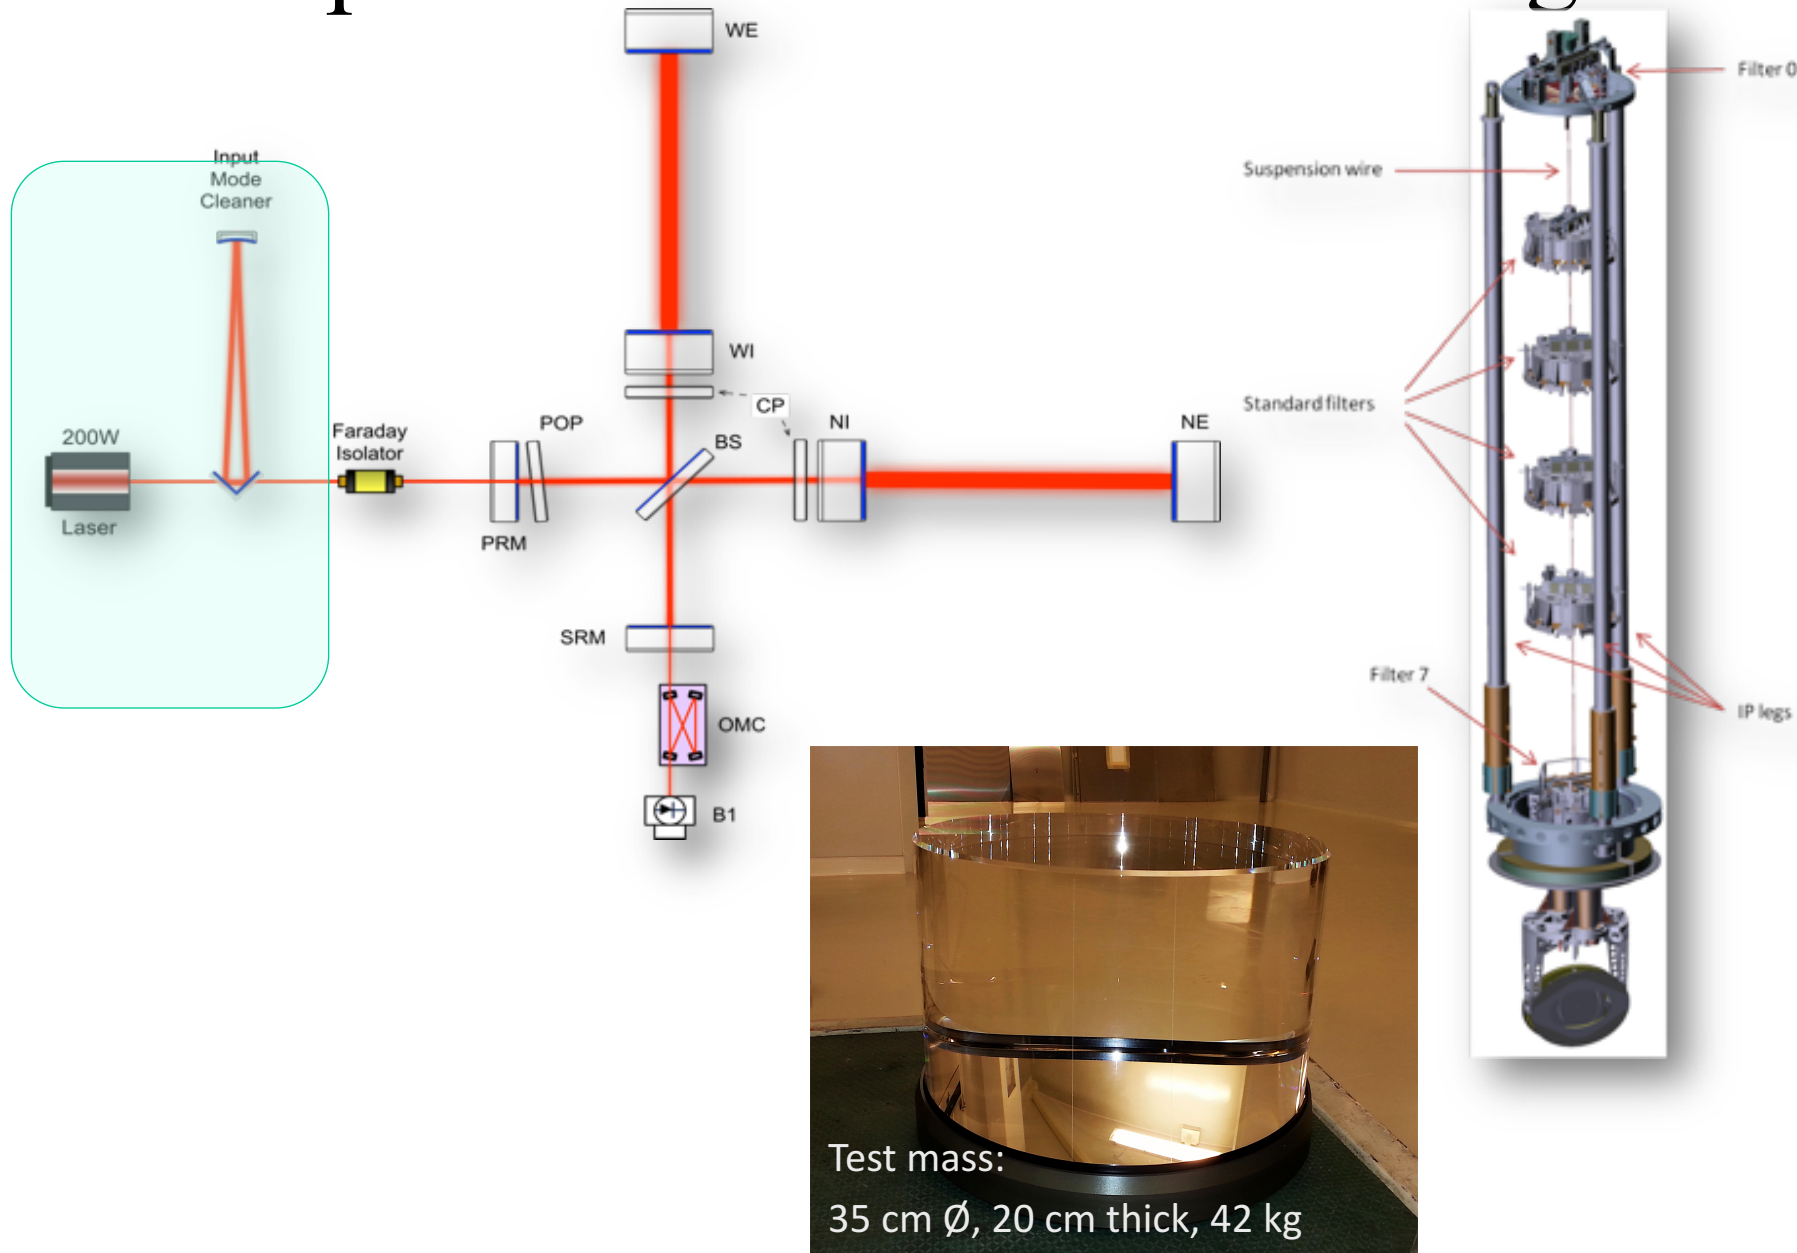 WE
Input
Mode
Cleaner
WI
CP
POP
BS
NI
NE
200W
Laser
Faraday
Isolator
PRM
SRM
OMC
B1
Filter 0
Suspension wire
Standard filters
Filter 7
IP legs
Test mass:
35 cm Ø, 20 cm thick, 42 kg